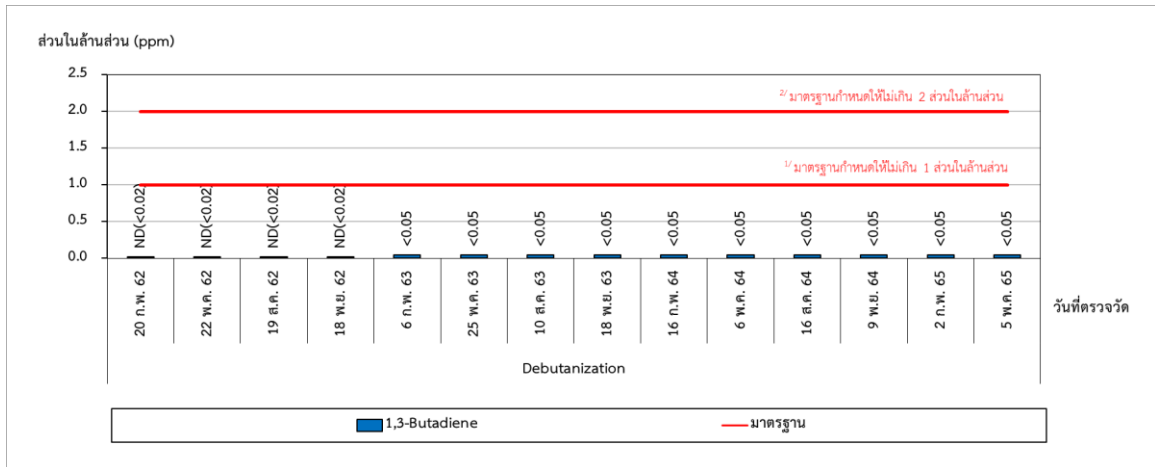 ส่วนในล้านส่วน (ppm)
2.5
2.0
1.5
1.0
0.5
0.0
2/ มาตรฐานกำหนดให้ไม่เกิน 2 ส่วนในล้านส่วน
1/ มาตรฐานกำหนดให้ไม่เกิน 1 ส่วนในล้านส่วน
ND(<0.02)
ND(<0.02)
ND(<0.02)
ND(<0.02)
<0.05
<0.05
<0.05
<0.05
<0.05
<0.05
<0.05
<0.05
<0.05
<0.05
20 ก.พ. 62
22 พ.ค. 62
19 ส.ค. 62
18 พ.ย. 62
6 ก.พ. 63
25 พ.ค. 63
10 ส.ค. 63
18 พ.ย. 63
16 ก.พ. 64
6 พ.ค. 64
16 ส.ค. 64
9 พ.ย. 64
2 ก.พ. 65
5 พ.ค. 65
วันที่ตรวจวัด
Debutanization
1,3-Butadiene
มาตรฐาน